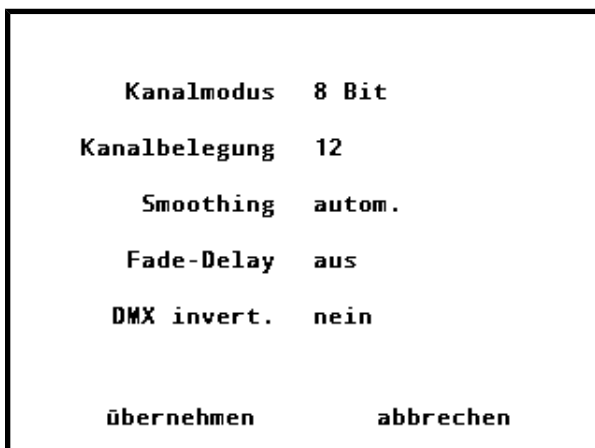 Kanalmodus 8 Bit
Kanalbelegung 12
Smoothing autom.
Fade-Delay aus
DMX invert. nein
übernehmen abbrechen